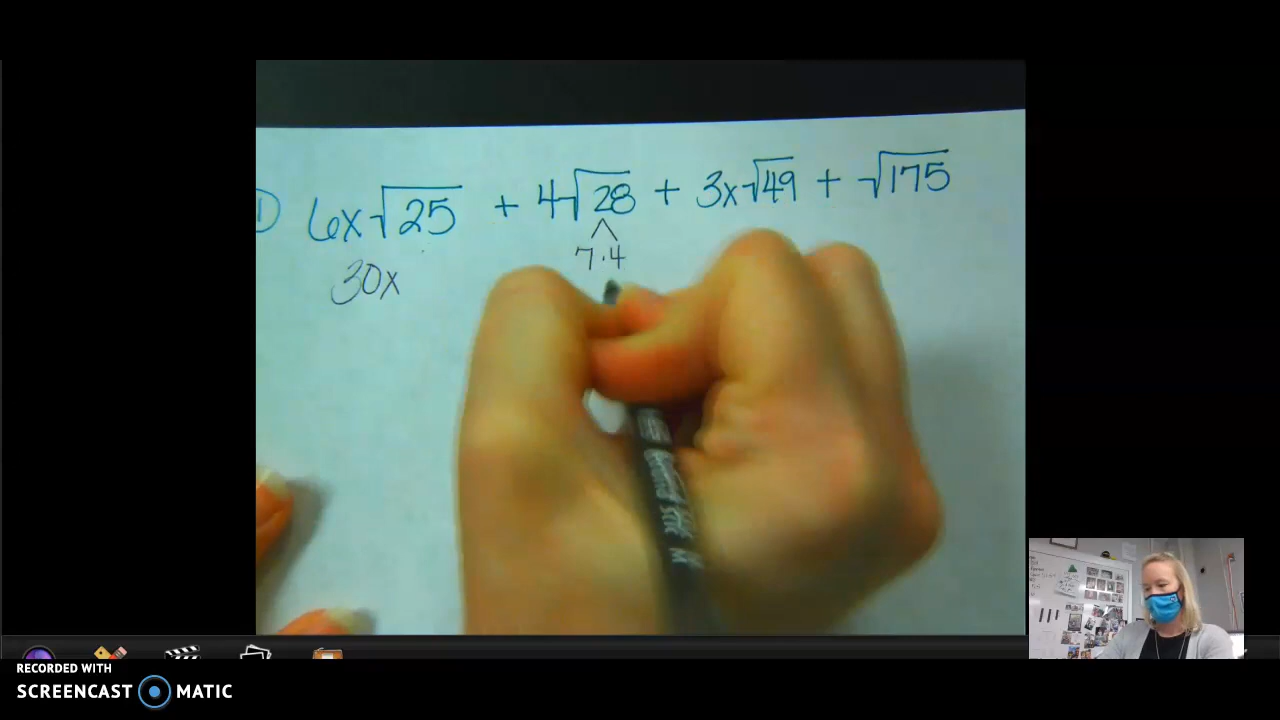 1) 6x√25 + 4√28 + 3x√49 + √175
7·4
30x
RECORDED WITH
SCREENCAST MATIC